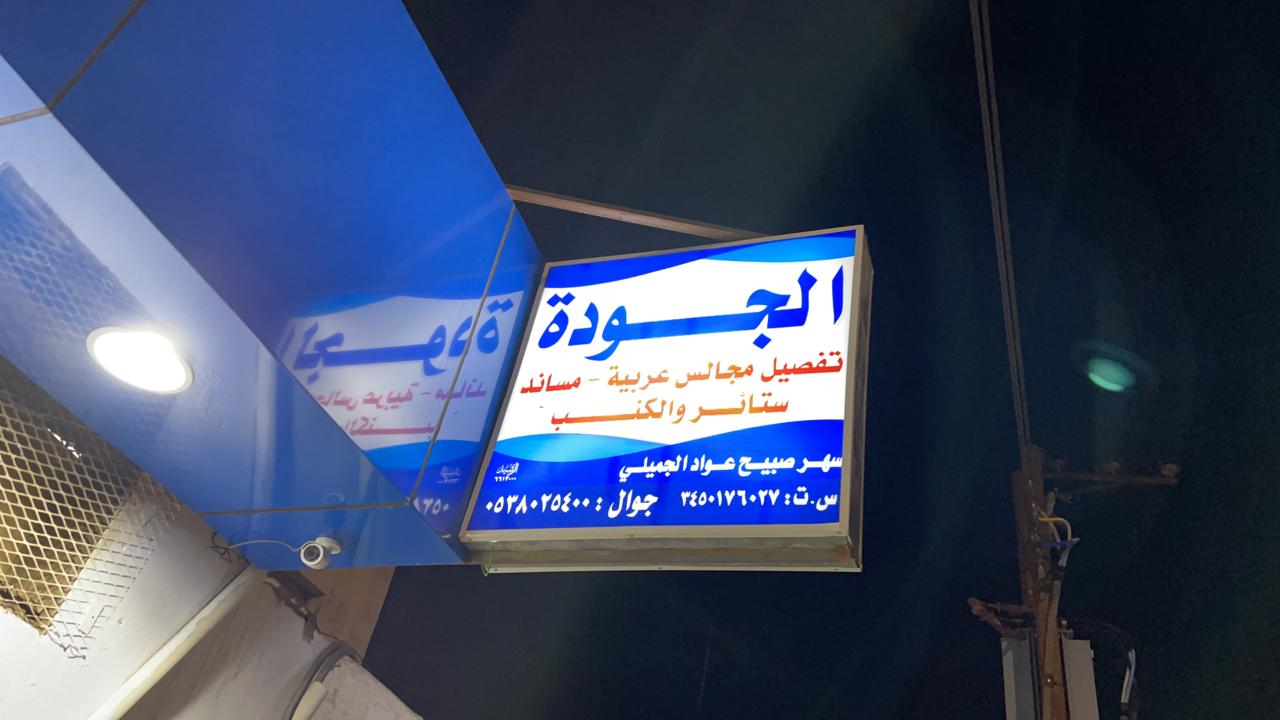 الجودة
تفصيل مجالس عربية - مساند
ستائر والكنب
سهر صبيح عواد الجميلي
س.ت: ٣٤٥٠١٧٦٠٢٧ جوال: ٠٥٣٨٠٢٥٤٠٠